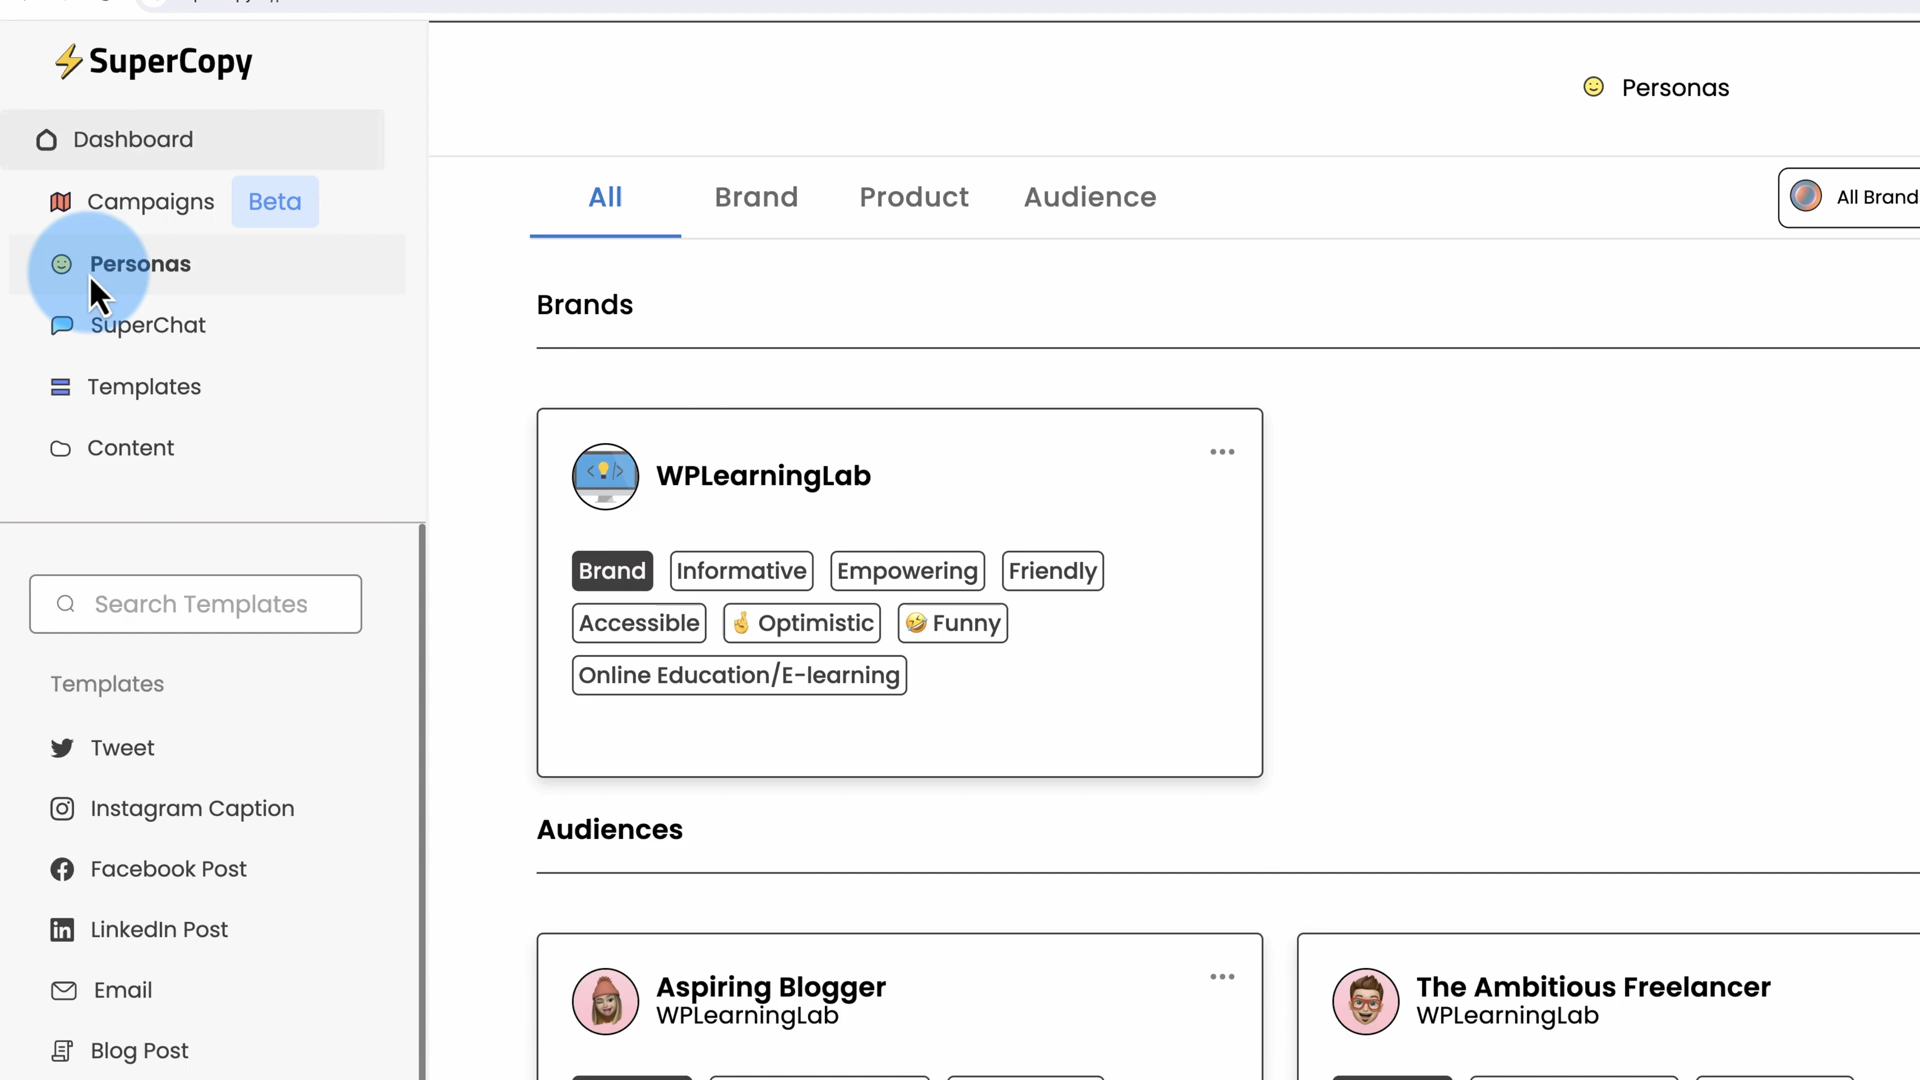 SuperCopy
Dashboard
Campaigns Beta
Personas
SuperChat
Templates
Content
Search Templates
Templates
Tweet
Instagram Caption
Facebook Post
LinkedIn Post
Email
Blog Post
Personas
All Brand Product Audience
All Brand
Brands
WPLearningLab
Brand Informative Empowering Friendly
Accessible Optimistic Funny
Online Education/E-learning
Audiences
Aspiring Blogger
WPLearningLab
The Ambitious Freelancer
WPLearningLab